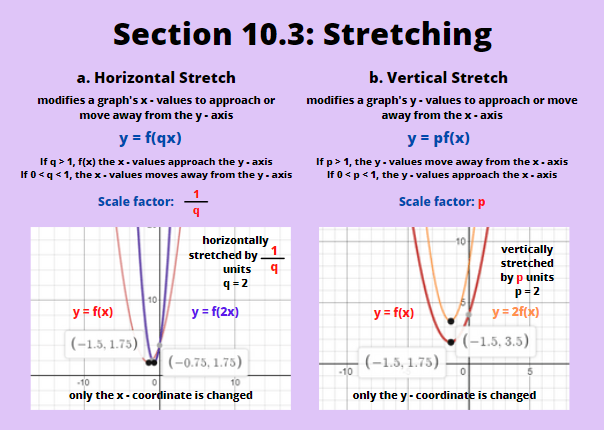 Section 10.3: Stretching
a. Horizontal Stretch
modifies a graph's x - values to approach or
move away from the y - axis
y = f(qx)
If q > 1, f(x) the x - values approach the y - axis
If 0 < q < 1, the x - values moves away from the y - axis
Scale factor: 1/q
horizontally
stretched by 1/q
units
q = 2
10
y = f(x)
y = f(2x)
(−1.5, 1.75)
(−0.75, 1.75)
-10
0
10
only the x - coordinate is changed
b. Vertical Stretch
modifies a graph's y - values to approach or move
away from the x - axis
y = pf(x)
If p > 1, the y - values move away from the x - axis
If 0 < p < 1, the y - values approach the x - axis
Scale factor: p
10
vertically
stretched
by p units
p = 2
5
y = f(x)
y = 2f(x)
(−1.5, 3.5)
(−1.5, 1.75)
-10
0
5
only the y - coordinate is changed